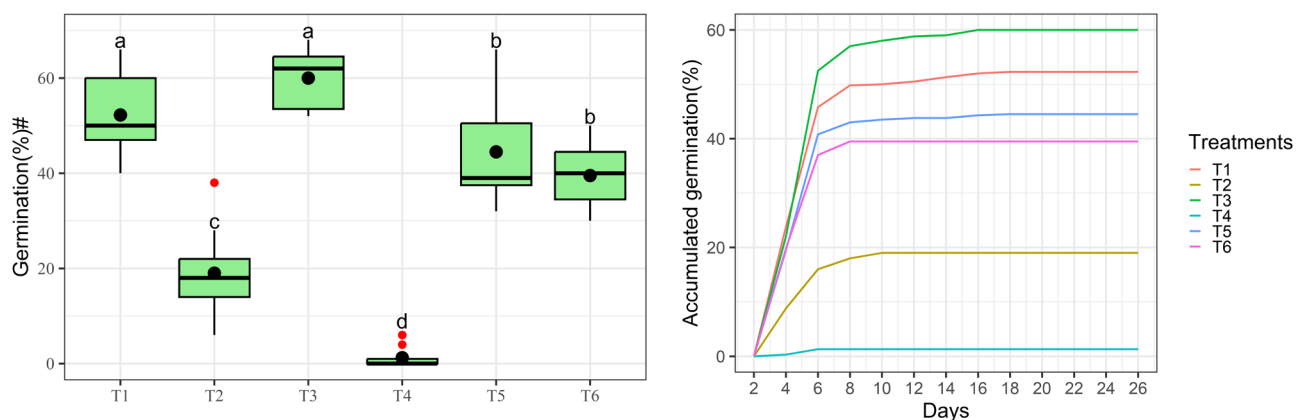 Germination(%)#
60
40
20
0
a
c
a
d
b
b
T1 T2 T3 T4 T5 T6
Accumulated germination(%)
60
40
20
0
2 4 6 8 10 12 14 16 18 20 22 24 26
Days
Treatments
T1
T2
T3
T4
T5
T6